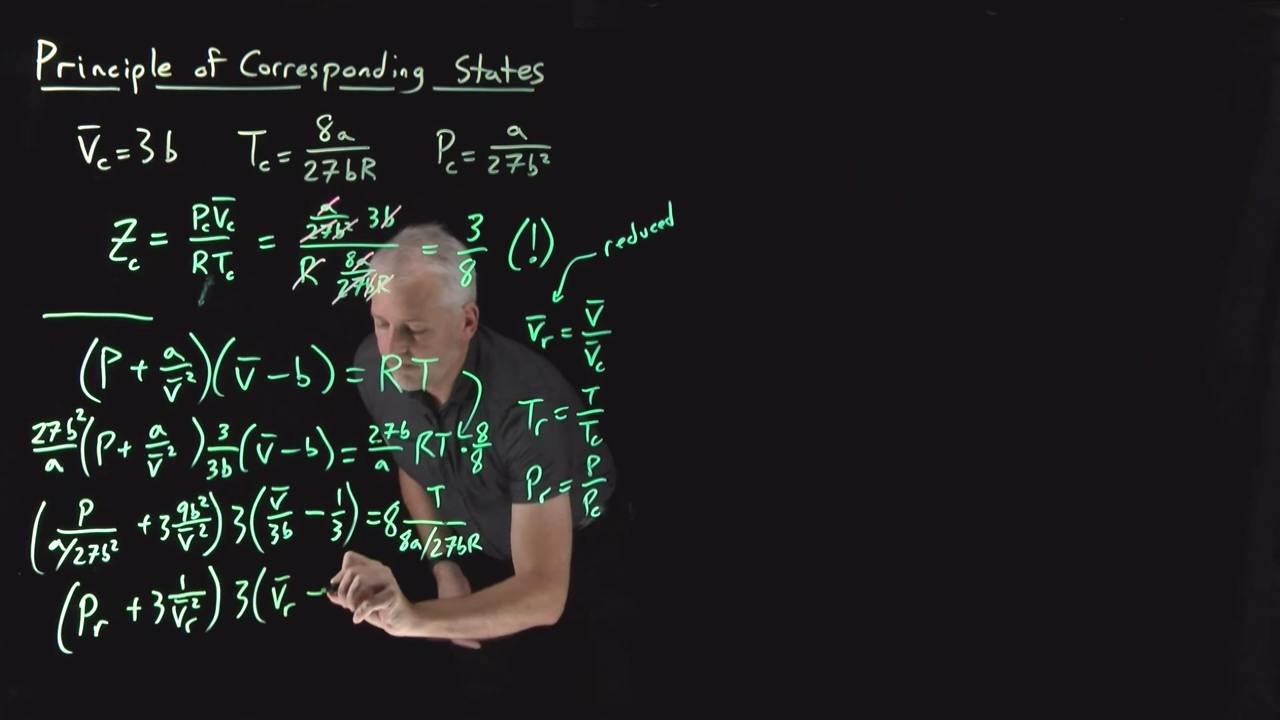 Principle of Corresponding States
V̄c = 3b   Tc = 8a / 27bR   Pc = a / 27b²
Zc = PcV̄c / RTc = (a / 27b²) 3b / R (8a / 27bR) = 3/8 (!)
reduced
V̄r = V̄ / V̄c
(P + a/V̄²)(V̄ − b) = RT
Tr = T / Tc
27b²/a (P + a/V̄²) 3/3b (V̄ − b) = 27b/a RT · 8/8
Pr = P / Pc
(P / a/27b² + 3 9b²/V̄²) 3 (V̄/3b − 1/3) = 8 T / 8a/27bR
(Pr + 3 1/V̄r²) 3 (V̄r −